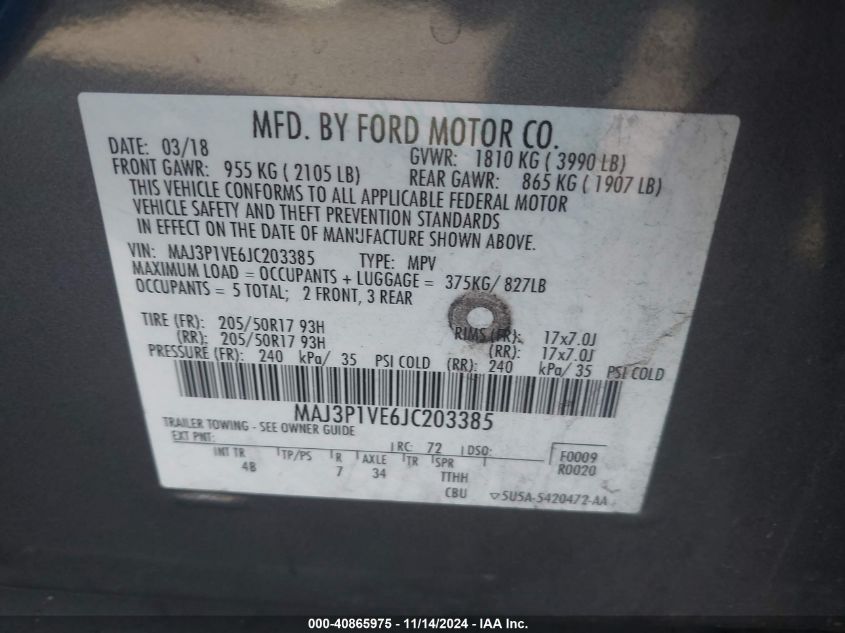 MFD. BY FORD MOTOR CO.
DATE: 03/18 GVWR: 1810 KG ( 3990 LB)
FRONT GAWR: 955 KG ( 2105 LB) REAR GAWR: 865 KG ( 1907 LB)
THIS VEHICLE CONFORMS TO ALL APPLICABLE FEDERAL MOTOR
VEHICLE SAFETY AND THEFT PREVENTION STANDARDS
IN EFFECT ON THE DATE OF MANUFACTURE SHOWN ABOVE.
VIN: MAJ3P1VE6JC203385 TYPE: MPV
MAXIMUM LOAD = OCCUPANTS + LUGGAGE = 375KG/ 827LB
OCCUPANTS = 5 TOTAL; 2 FRONT, 3 REAR
TIRE (FR): 205/50R17 93H RIMS (FR): 17x7.0J
(RR): 205/50R17 93H (RR): 17x7.0J
PRESSURE (FR): 240 kPa/ 35 PSI COLD (RR): 240 kPa/ 35 PSI COLD
MAJ3P1VE6JC203385
TRAILER TOWING - SEE OWNER GUIDE
EXT PNT: RC: 72 DSO: F0009
INT TR TP/PS R AXLE TR SPR R0020
4B 7 34 TTHH
CBU 5U5A-5420472-AA
000-40865975 - 11/14/2024 - IAA Inc.